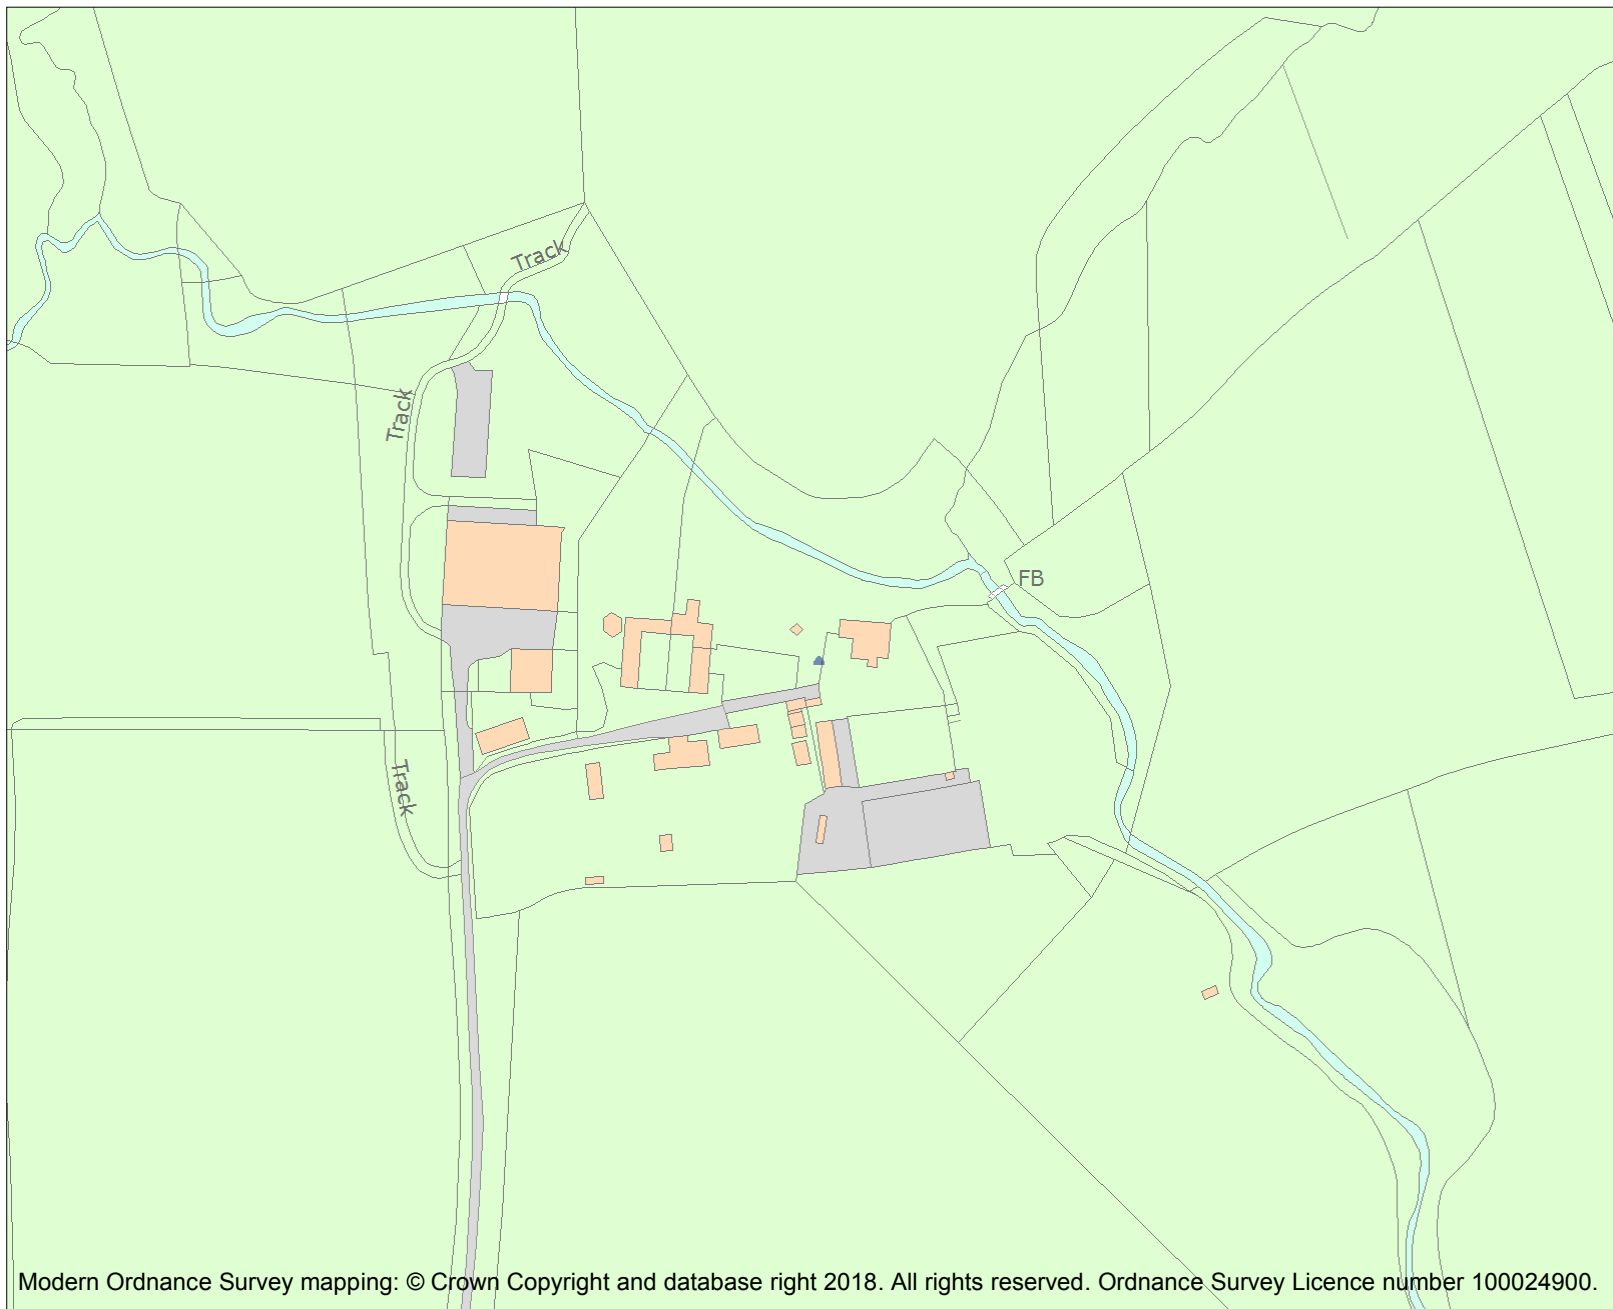 Track
Track
FB
Track
Modern Ordnance Survey mapping: © Crown Copyright and database right 2018. All rights reserved. Ordnance Survey Licence number 100024900.